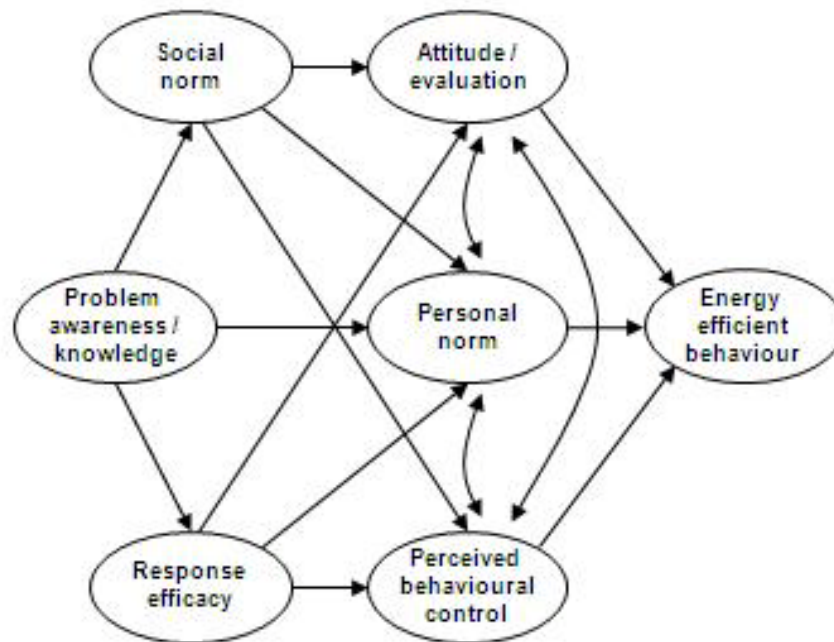 Social
norm
Attitude /
evaluation
Problem
awareness /
knowledge
Personal
norm
Energy
efficient
behaviour
Response
efficacy
Perceived
behavioural
control